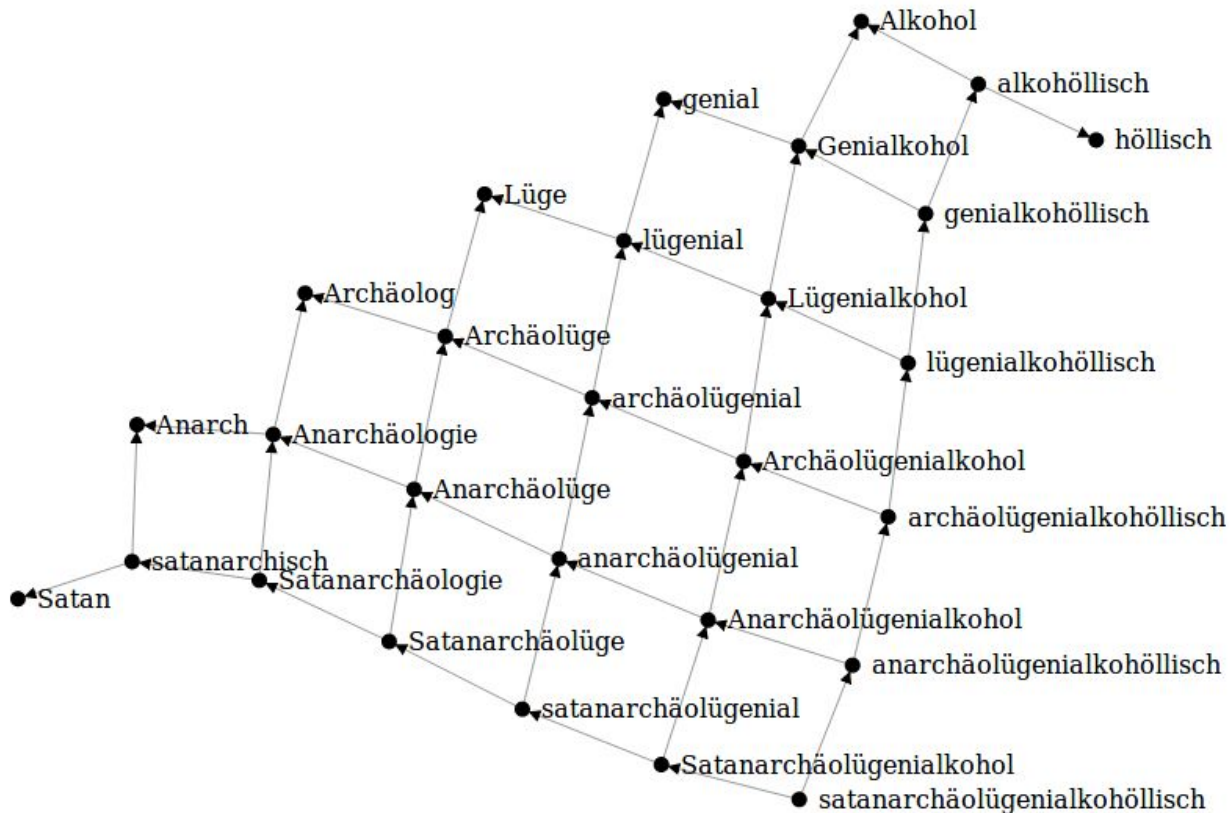 Alkohol
alkohöllisch
genial
höllisch
Genialkohol
Lüge
genialkohöllisch
lügenial
Archäolog
Lügenialkohol
Archäolüge
lügenialkohöllisch
archäolügenial
Anarch
Anarchäologie
Archäolügenialkohol
Anarchäolüge
archäolügenialkohöllisch
anarchäolügenial
satanarchisch
Satanarchäologie
Satan
Anarchäolügenialkohol
Satanarchäolüge
anarchäolügenialkohöllisch
satanarchäolügenial
Satanarchäolügenialkohol
satanarchäolügenialkohöllisch